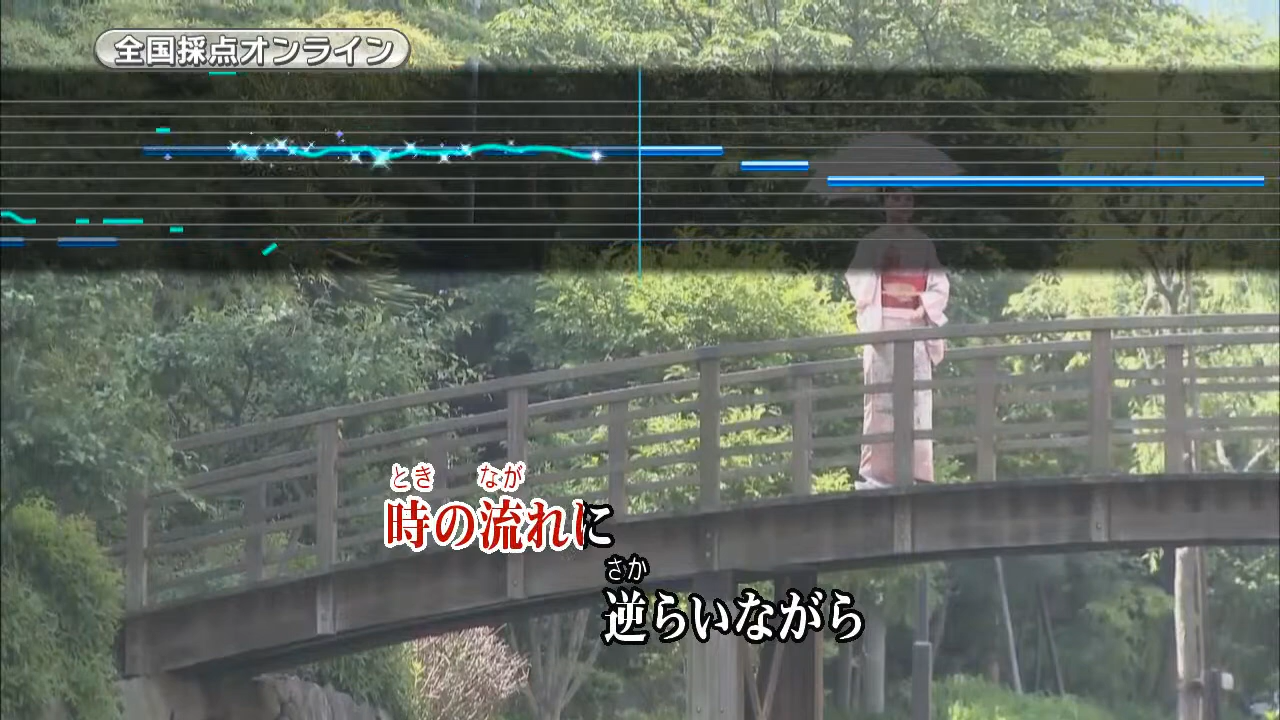 全国採点オンライン
とき なが
時の流れに
さか
逆らいながら